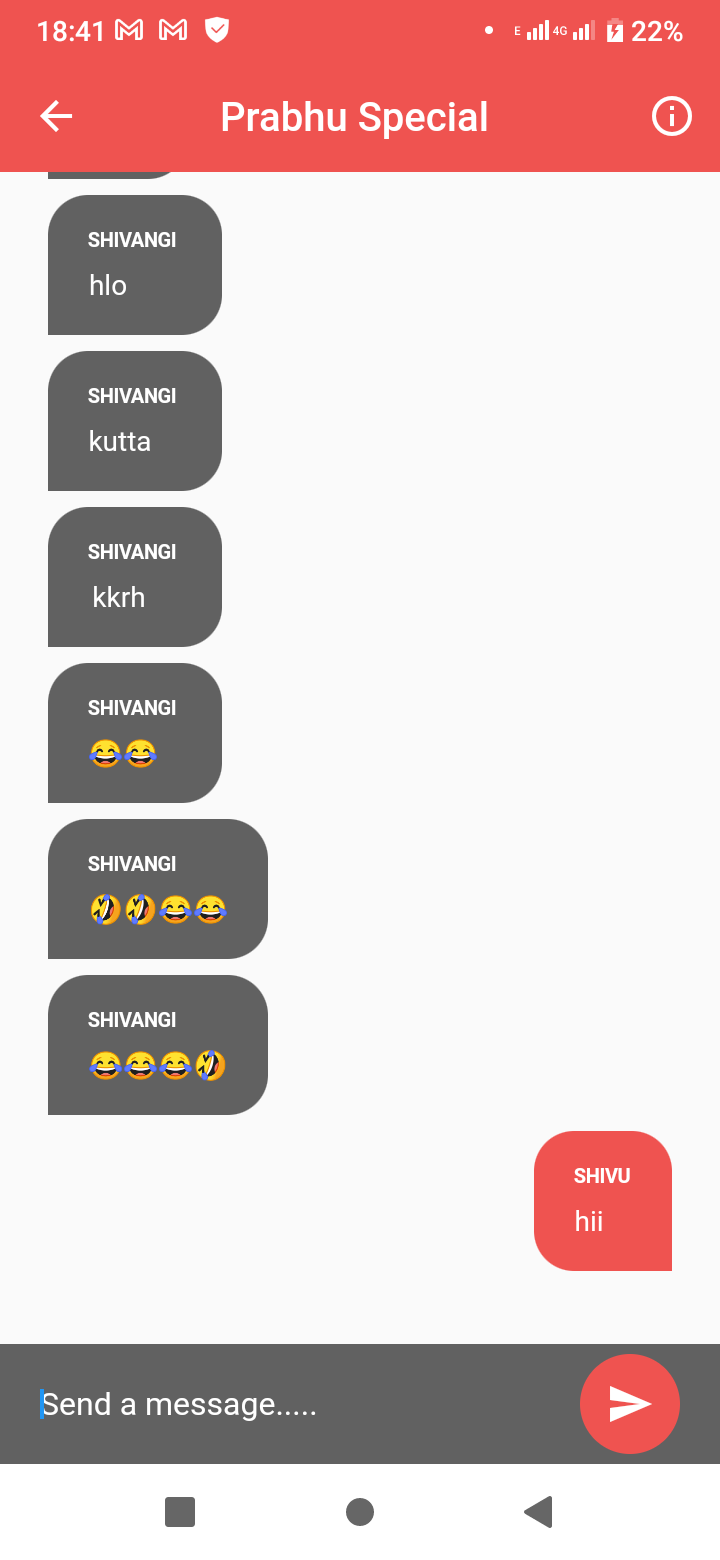 18:41 E 4G 22%
Prabhu Special
SHIVANGI
hlo
SHIVANGI
kutta
SHIVANGI
kkrh
SHIVANGI
😂😂
SHIVANGI
🤣🤣😂😂
SHIVANGI
😂😂😂🤣
SHIVU
hii
Send a message.....